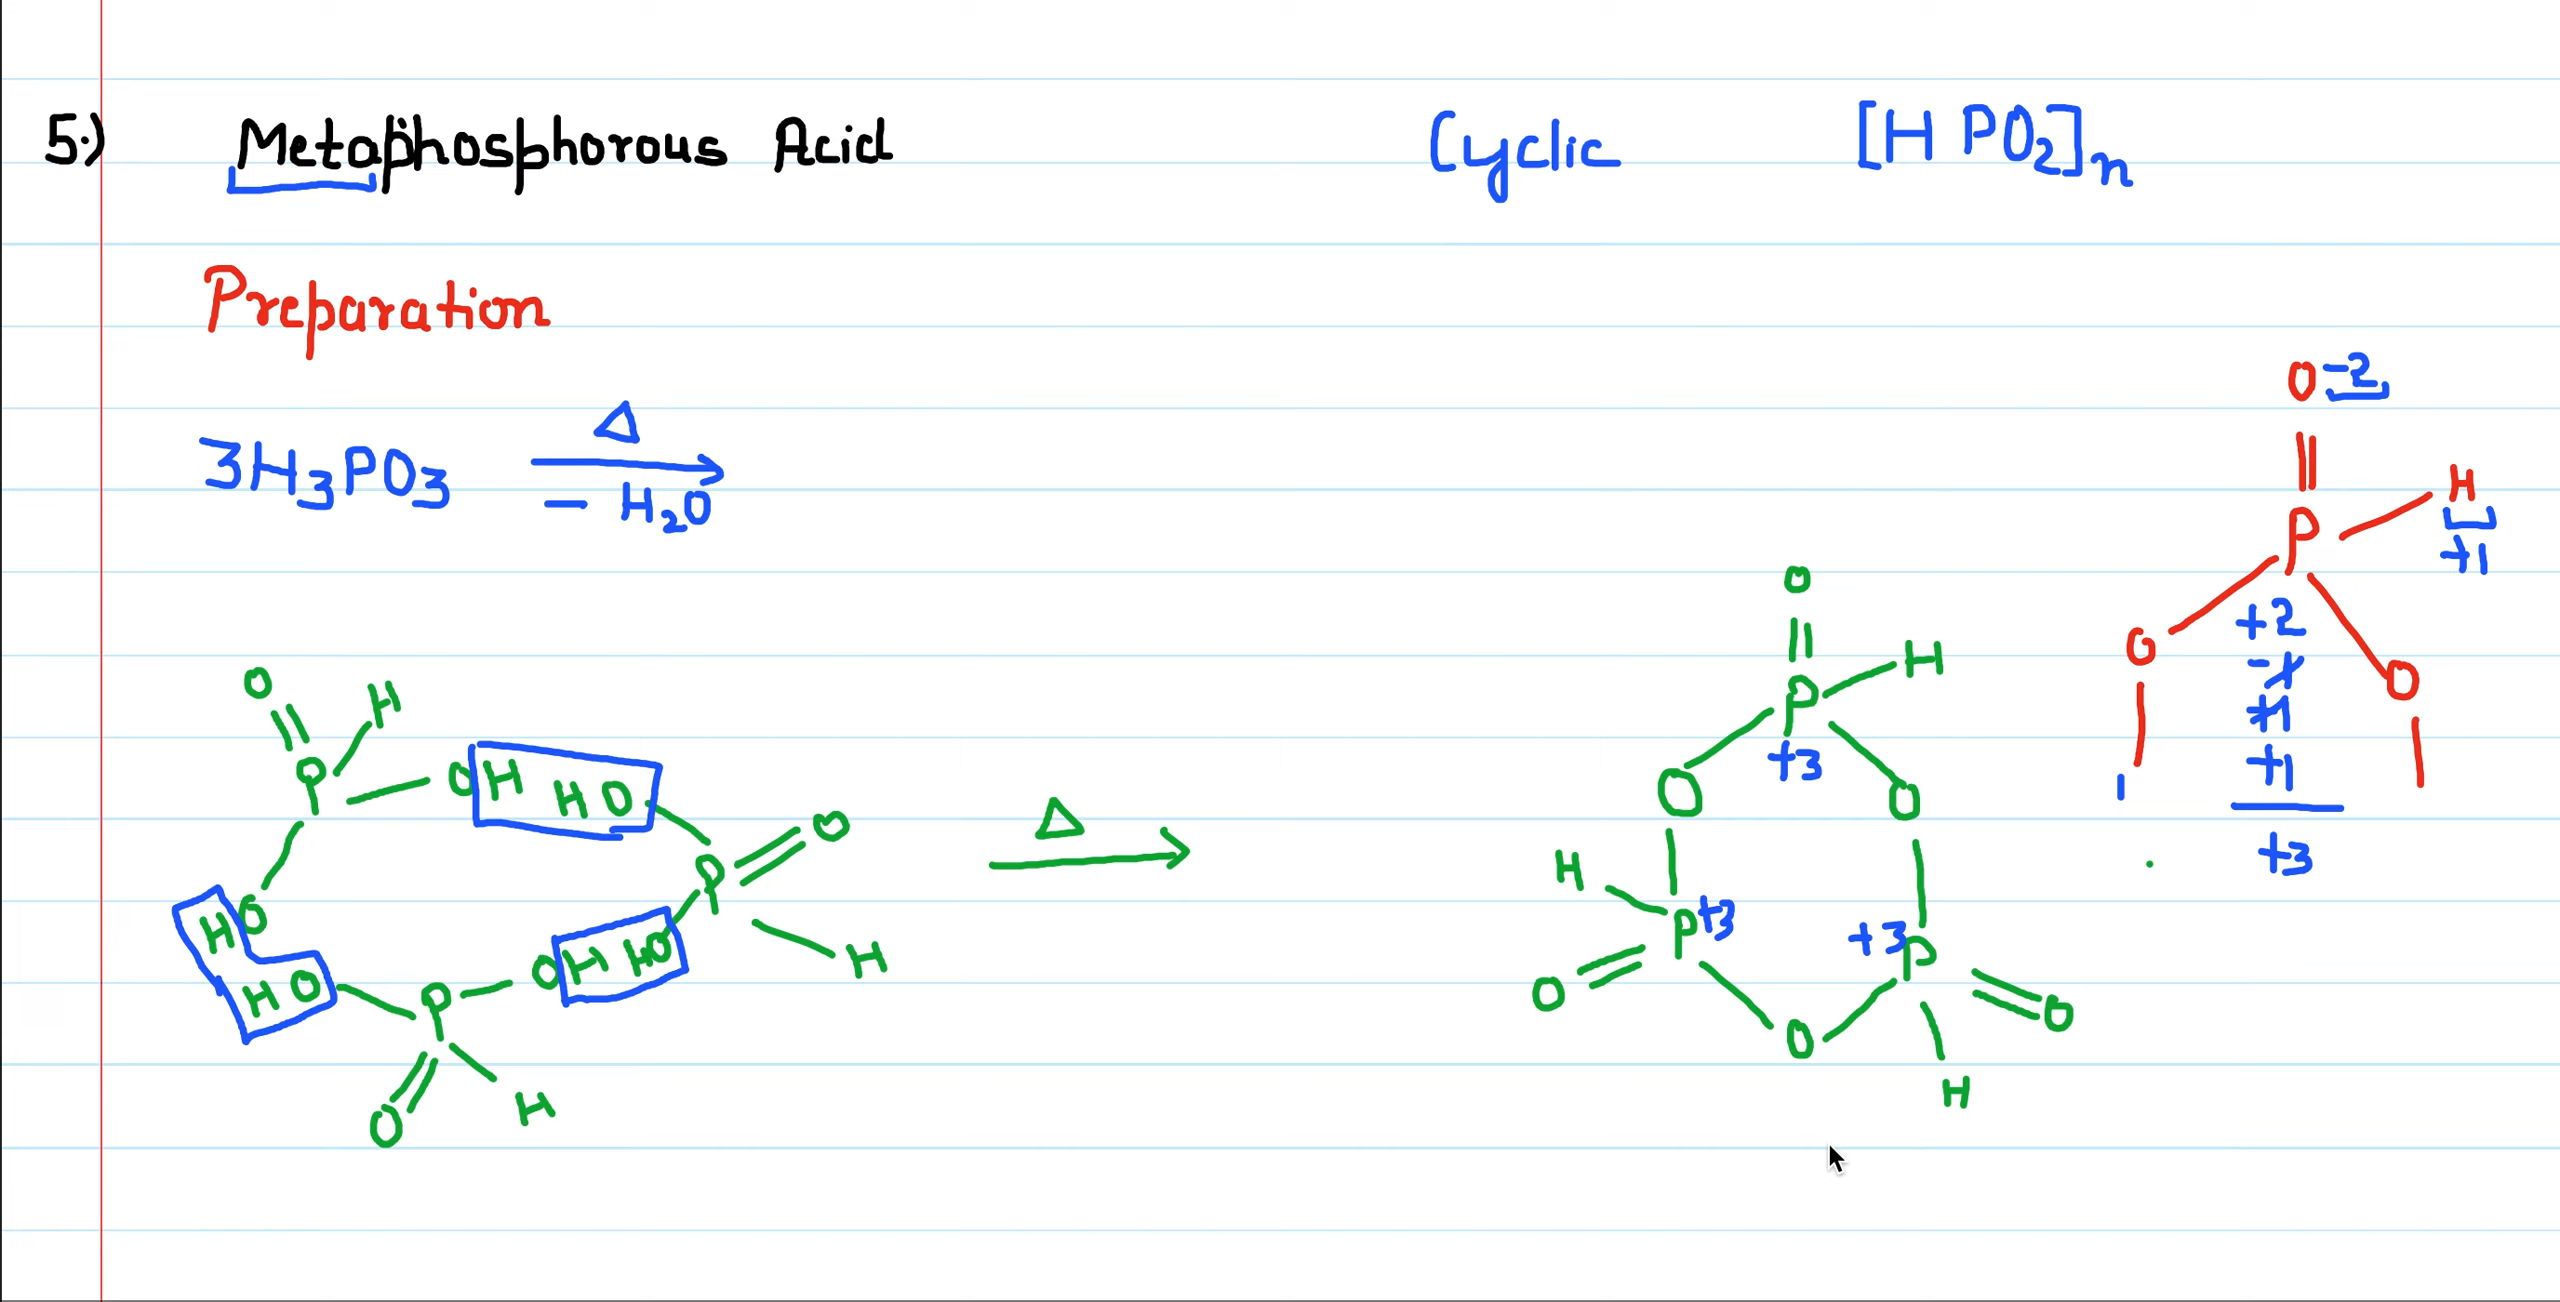 5.) Metaphosphorous Acid Cyclic [H PO2]n
Preparation
3H3PO3 Δ
- H2O
O -2
H
P
+1
+2
O
-1
O
+1
+1
+3
O
H
P
+3
O
O
H
P +3
+3 P
O
O
O
H
O
H
P
OH HO
O
P
HO
HO
P
OH HO
H
O
H
Δ